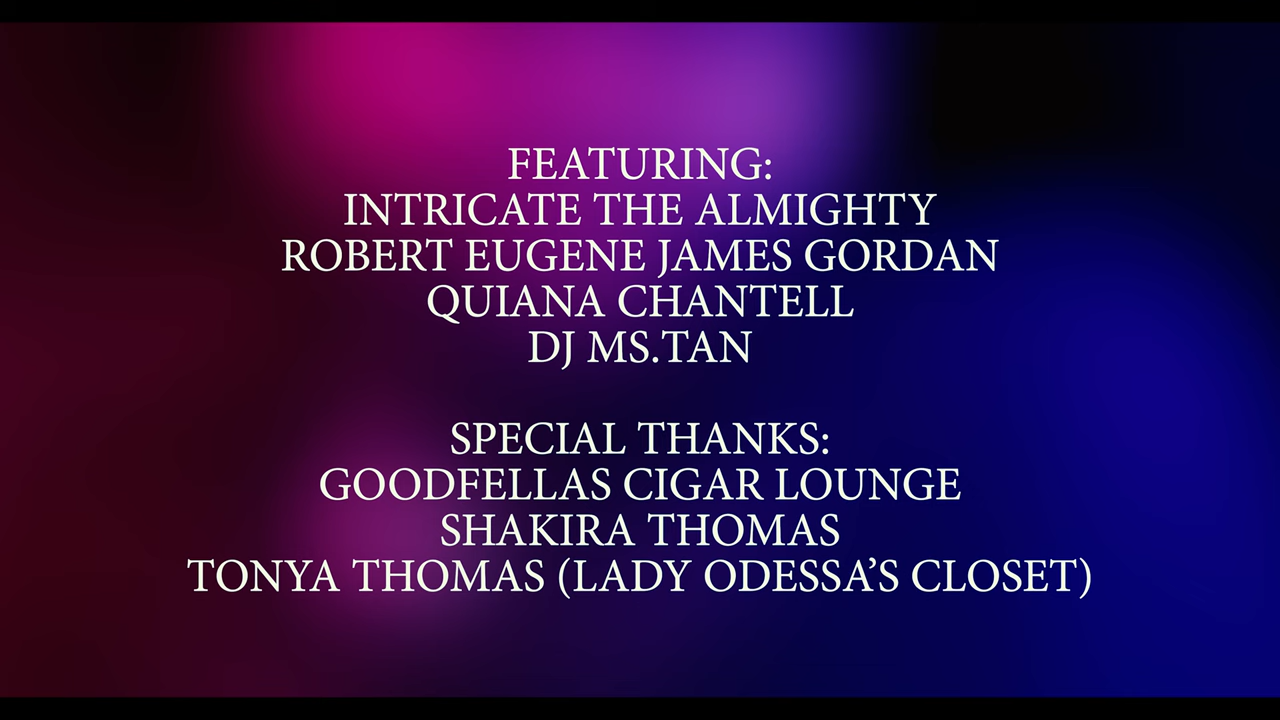 FEATURING:
INTRICATE THE ALMIGHTY
ROBERT EUGENE JAMES GORDAN
QUIANA CHANTELL
DJ MS.TAN
SPECIAL THANKS:
GOODFELLAS CIGAR LOUNGE
SHAKIRA THOMAS
TONYA THOMAS (LADY ODESSA’S CLOSET)